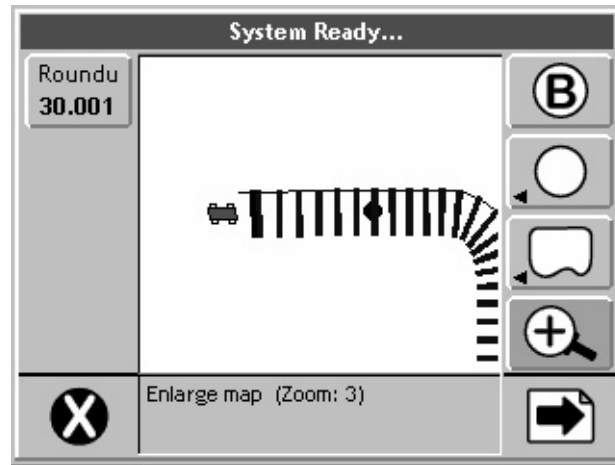 System Ready...
Roundu
30.001
B
Enlarge map (Zoom: 3)
X